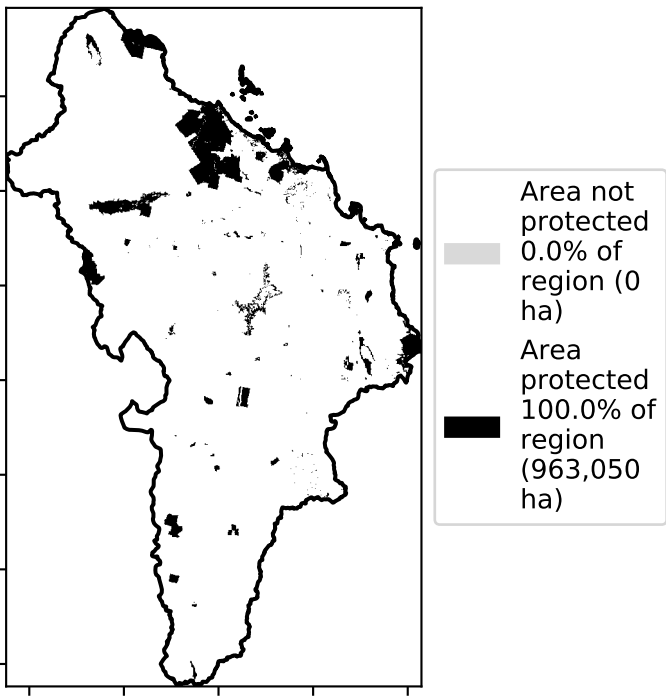 Area not
protected
0.0% of
region (0
ha)
Area
protected
100.0% of
region
(963,050
ha)